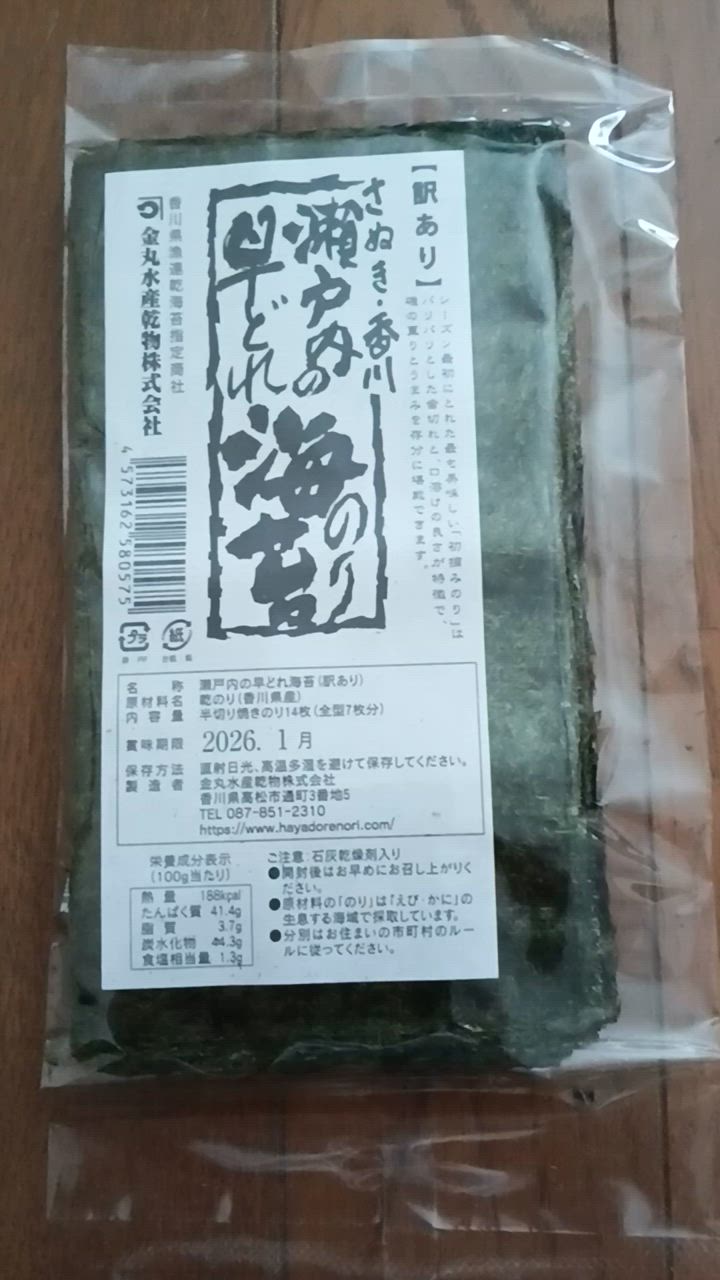 【訳あり】
シーズン最初にとれた最も美味しい「初摘みのり」は
パリパリとした歯切れと、口溶けの良さが特徴で、
磯の薫りとうまみを存分に堪能できます。
さぬき・香川
瀬戸内の
早どれ
海苔
のり
香川県漁連乾海苔指定商社
金丸水産乾物株式会社
4573162580575
プラ
紙
名称 瀬戸内の早どれ海苔(訳あり)
原材料名 乾のり(香川県産)
内容量 半切り焼きのり14枚(全型7枚分)
賞味期限 2026. 1月
保存方法 直射日光、高温多湿を避けて保存してください。
製造者 金丸水産乾物株式会社
香川県高松市通町3番地5
TEL 087-851-2310
https://www.hayadorenori.com/
栄養成分表示
(100g当たり)
熱量 188kcal
たんぱく質 41.4g
脂質 3.7g
炭水化物 44.3g
食塩相当量 1.3g
ご注意:石灰乾燥剤入り
●開封後はお早めにお召し上がりく
ださい。
●原材料の「のり」は「えび・かに」の
生息する海域で採取しています。
●分別はお住まいの市町村のルー
ルに従ってください。